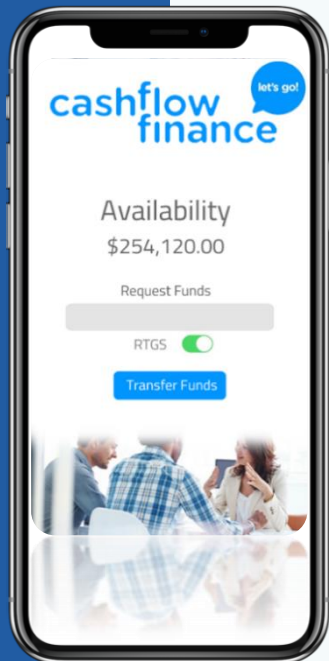 let's go!
cashflow
finance
Availability
$254,120.00
Request Funds
RTGS
Transfer Funds